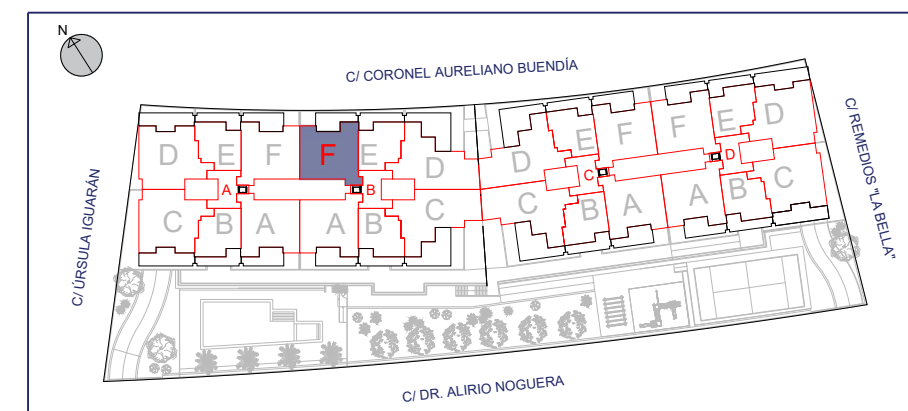 N
C/ CORONEL AURELIANO BUENDÍA
C/ REMEDIOS "LA BELLA"
C/ ÚRSULA IGUARÁN
D E F F E D
D E F F E D
A B C D
C B A A B C
C B A A B C
C/ DR. ALIRIO NOGUERA